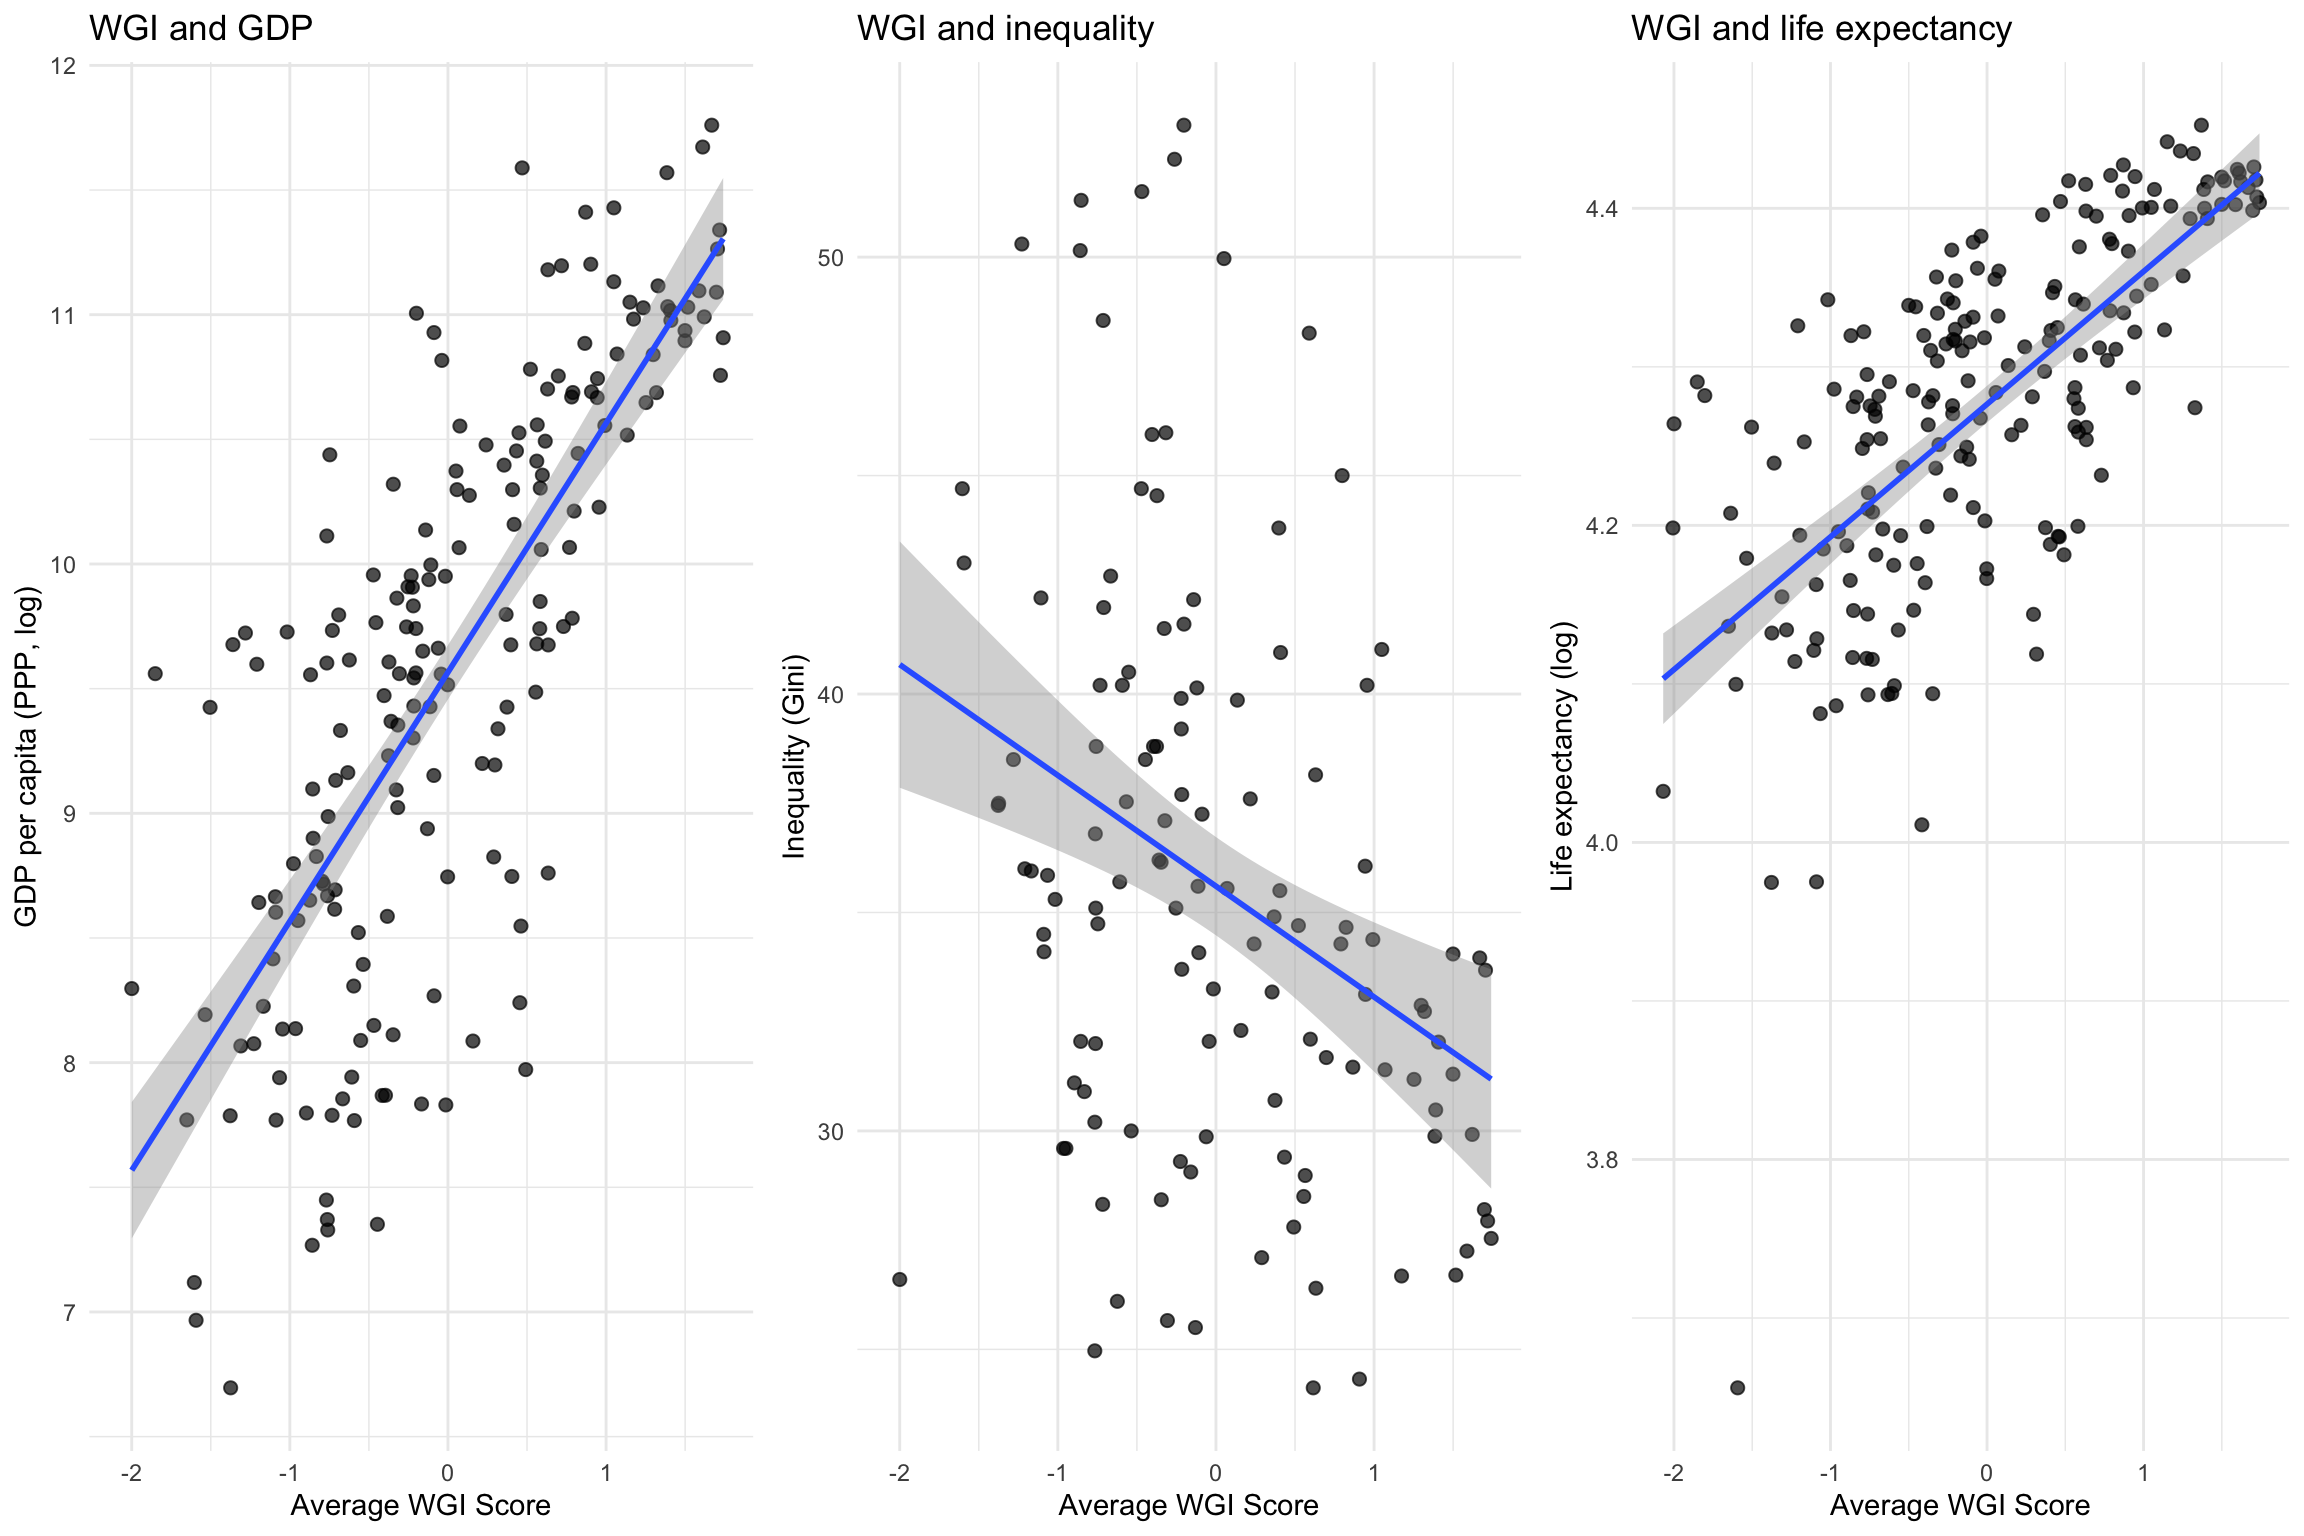 WGI and GDP
12
11
10
9
8
7
GDP per capita (PPP, log)
-2 -1 0 1
Average WGI Score
WGI and inequality
50
40
30
Inequality (Gini)
-2 -1 0 1
Average WGI Score
WGI and life expectancy
4.4
4.2
4.0
3.8
Life expectancy (log)
-2 -1 0 1
Average WGI Score